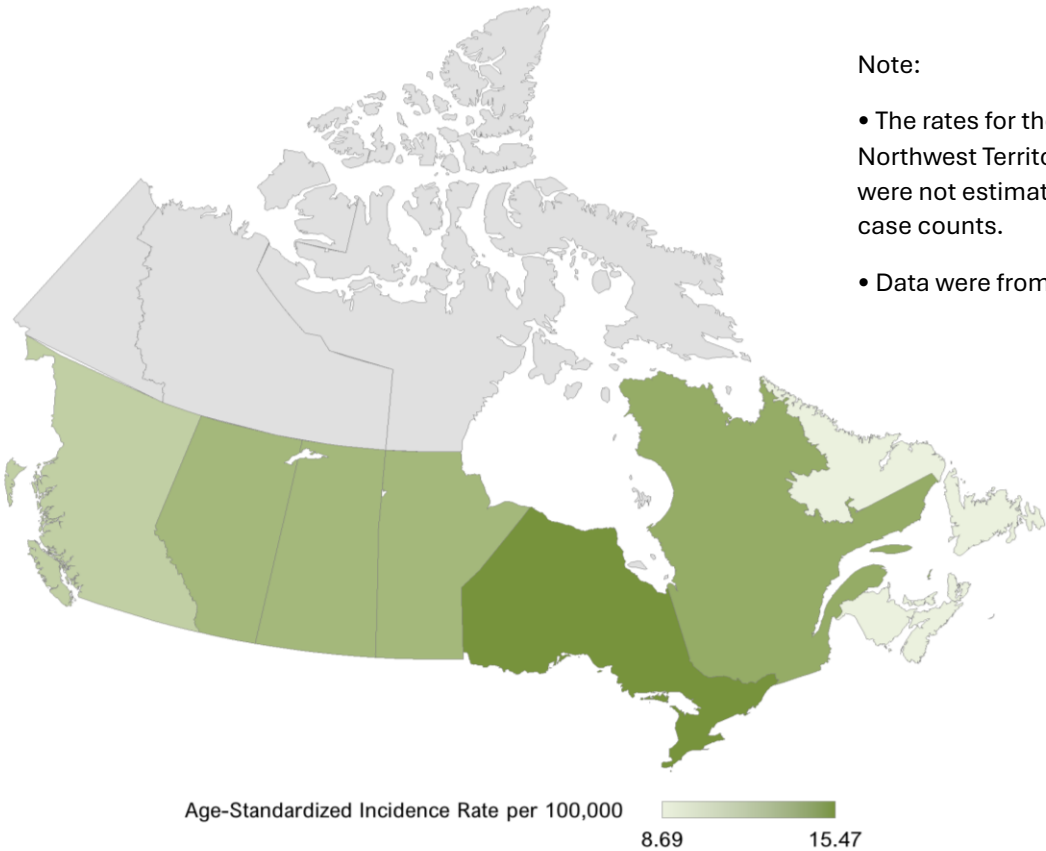 Note:
• The rates for the
Northwest Territo
were not estimat
case counts.
• Data were from
Age-Standardized Incidence Rate per 100,000
8.69
15.47